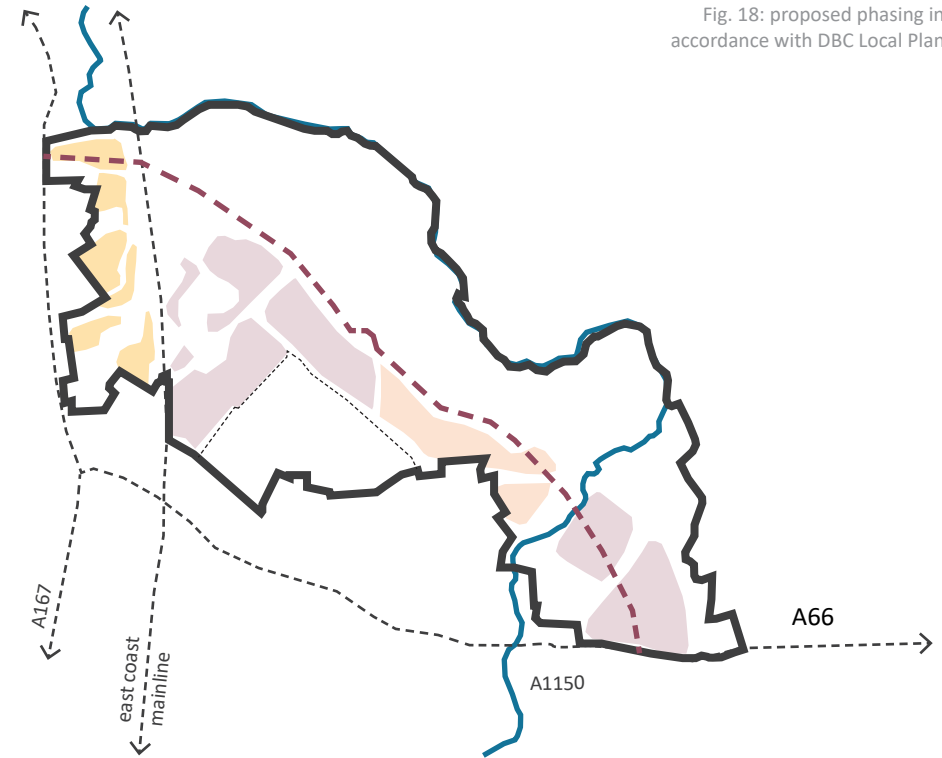 Fig. 18: proposed phasing in
accordance with DBC Local Plan
A167
east coast
mainline
A66
A1150